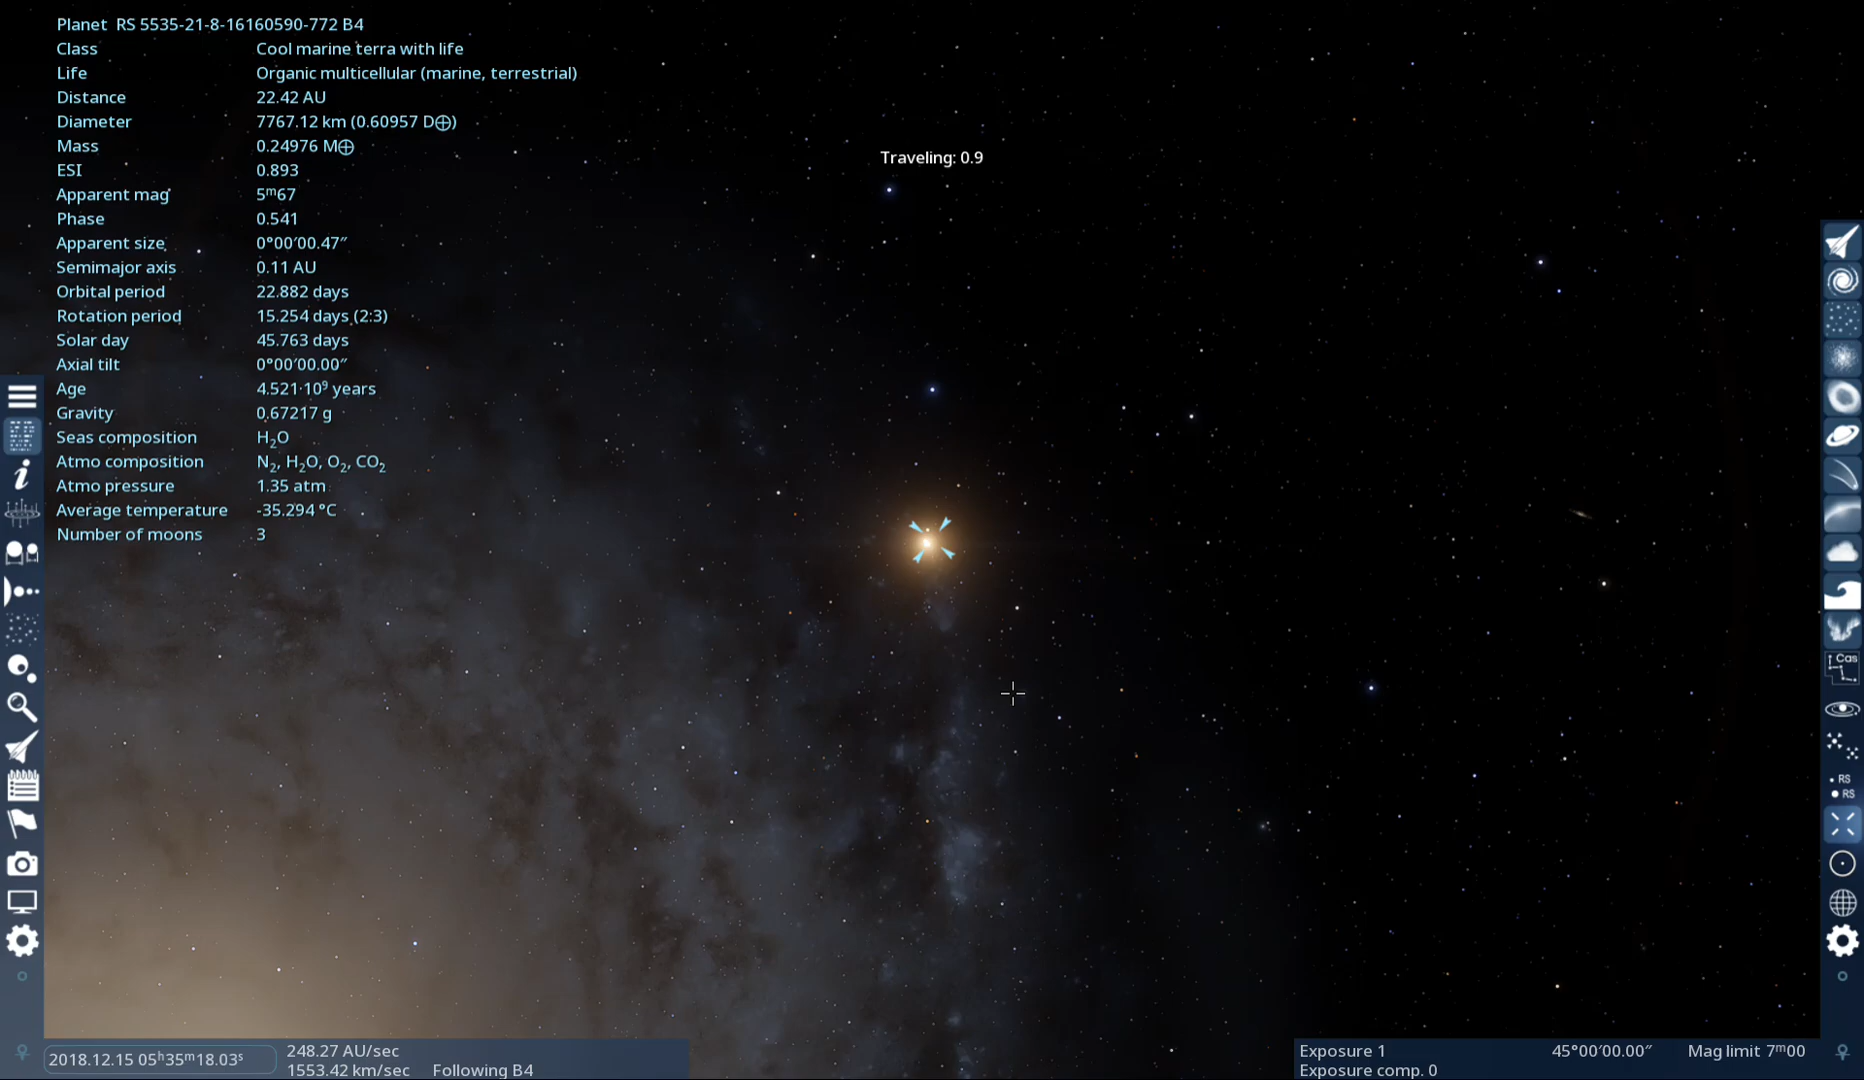 Planet RS 5535-21-8-16160590-772 B4
Class Cool marine terra with life
Life Organic multicellular (marine, terrestrial)
Distance 22.42 AU
Diameter 7767.12 km (0.60957 D⊕)
Mass 0.24976 M⊕
ESI 0.893
Apparent mag 5ᵐ67
Phase 0.541
Apparent size 0°00′00.47″
Semimajor axis 0.11 AU
Orbital period 22.882 days
Rotation period 15.254 days (2:3)
Solar day 45.763 days
Axial tilt 0°00′00.00″
Age 4.521·10⁹ years
Gravity 0.67217 g
Seas composition H₂O
Atmo composition N₂, H₂O, O₂, CO₂
Atmo pressure 1.35 atm
Average temperature -35.294 °C
Number of moons 3
Traveling: 0.9
Cas
RS
RS
2018.12.15 05ʰ35ᵐ18.03ˢ
248.27 AU/sec
1553.42 km/sec Following B4
Exposure 1 45°00′00.00″ Mag limit 7ᵐ00
Exposure comp. 0